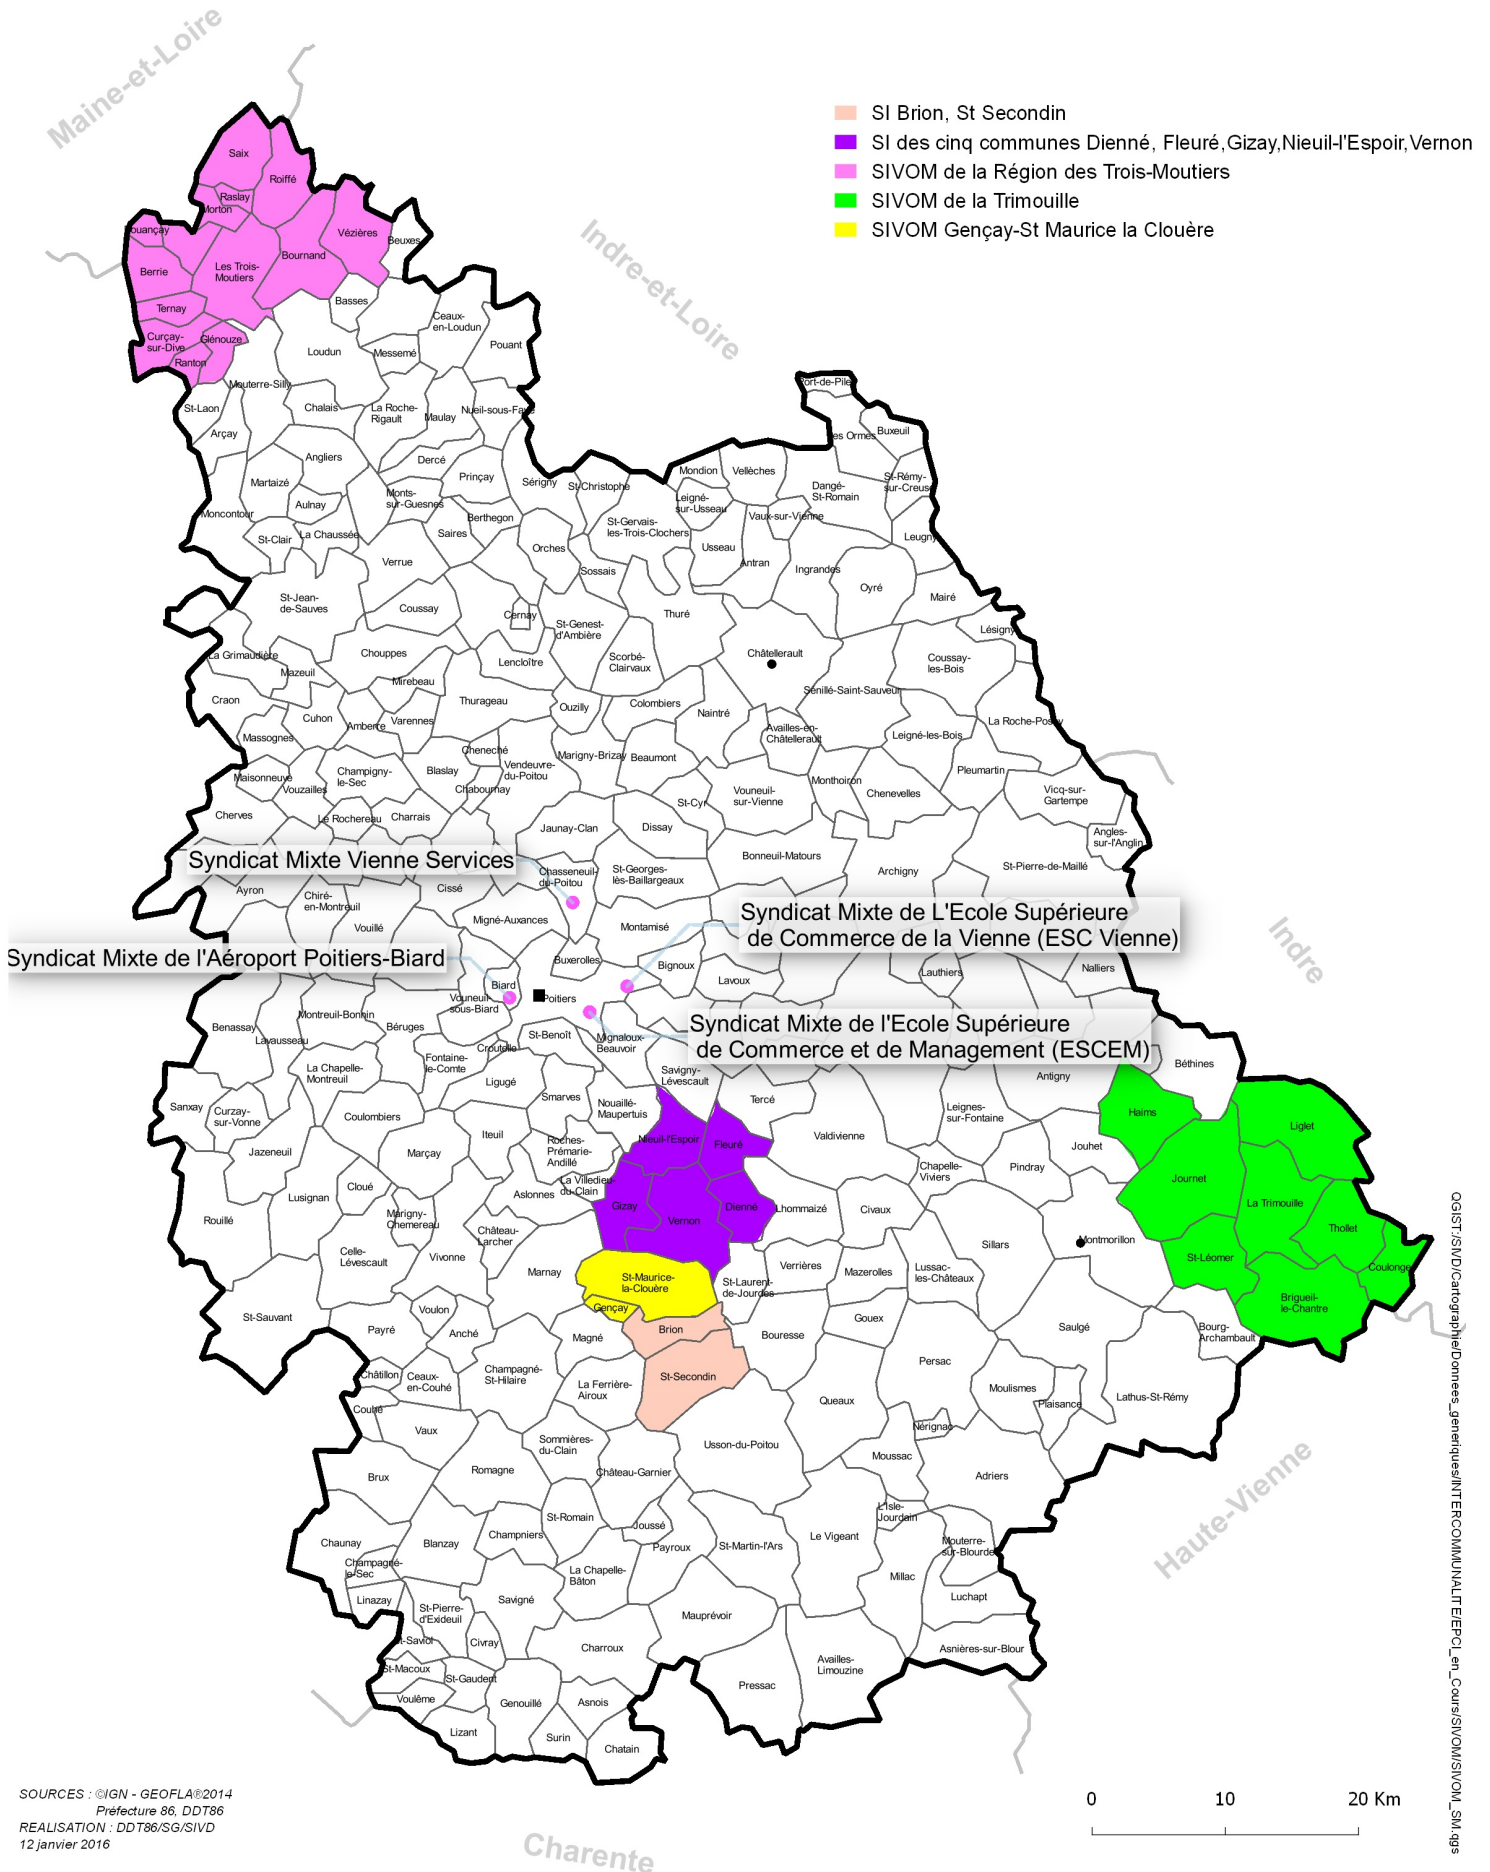 Maine-et-Loire
Indre-et-Loire
Indre
Haute-Vienne
Charente
SI Brion, St Secondin
SI des cinq communes Dienné, Fleuré,Gizay,Nieuil-l'Espoir,Vernon
SIVOM de la Région des Trois-Moutiers
SIVOM de la Trimouille
SIVOM Gençay-St Maurice la Clouère
Saix
Roiffé
Raslay
Morton
ouançay
Vézières
Beuxes
Berrie
Les Trois-
Moutiers
Bournand
Ternay
Basses
Ceaux-
en-Loudun
Curçay-
sur-Dive
Glénouze
Ranton
Loudun
Messemé
Pouant
Mouterre-Silly
St-Laon
Chalais
La Roche-
Rigault
Maulay
Nueil-sous-Faye
Arçay
Port-de-Pile
es Ormes
Buxeuil
Angliers
Dercé
Prinçay
Sérigny
St-Christophe
Mondion
Vellèches
Martaizé
Monts-
sur-Guesnes
Leigné-
sur-Usseau
Dangé-
St-Romain
St-Rémy-
sur-Creuse
Aulnay
Moncontour
Berthegon
St-Gervais-
les-Trois-Clochers
Vaux-sur-Vienne
St-Clair
La Chaussée
Saires
Leugny
Orches
Usseau
Antran
Verrue
Sossais
Ingrandes
Oyré
Mairé
St-Jean-
de-Sauves
Coussay
Cernay
St-Genest-
d'Ambière
Thuré
Lésigny
La Grimaudière
Chouppes
Lencloître
Scorbé-
Clairvaux
Châtellerault
Coussay-
les-Bois
Mazeuil
Mirebeau
Craon
Thurageau
Ouzilly
Colombiers
Senillé-Saint-Sauveur
Cuhon
Amberre
Varennes
Naintré
La Roche-Posay
Massognes
Availles-en-
Châtellerault
Leigné-les-Bois
Cheneché
Marigny-Brizay
Beaumont
Maisonneuve
Champigny-
le-Sec
Blaslay
Vendeuvre-
du-Poitou
Pleumartin
Vouzailles
Chabournay
Monthoiron
Chenevelles
Vouneuil-
sur-Vienne
Vicq-sur-
Gartempe
St-Cyr
Cherves
Le Rochereau
Charrais
Jaunay-Clan
Dissay
Angles-
sur-l'Anglin
Syndicat Mixte Vienne Services
Bonneuil-Matours
Chasseneuil-
du-Poitou
St-Georges-
lès-Baillargeaux
Archigny
St-Pierre-de-Maillé
Ayron
Chiré-
en-Montreuil
Cissé
Syndicat Mixte de L'Ecole Supérieure
de Commerce de la Vienne (ESC Vienne)
Vouillé
Migné-Auxances
Montamisé
Syndicat Mixte de l'Aéroport Poitiers-Biard
Buxerolles
Bignoux
Lavoux
Lauthiers
Nalliers
Biard
Vouneuil-
sous-Biard
Poitiers
Montreuil-Bonnin
Benassay
Lavausseau
Béruges
St-Benoît
Mignaloux-
Beauvoir
Syndicat Mixte de l'Ecole Supérieure
de Commerce et de Management (ESCEM)
Croutelle
Fontaine-
le-Comte
La Chapelle-
Montreuil
Ligugé
Savigny-
Lévescault
Antigny
Béthines
Smarves
Tercé
Sanxay
Curzay-
sur-Vonne
Coulombiers
Nouaillé-
Maupertuis
Leignes-
sur-Fontaine
Haims
Liglet
Iteuil
Nieuil-l'Espoir
Fleuré
Valdivienne
Jazeneuil
Marçay
Roches-
Prémarie-
Andillé
Jouhet
Pindray
Chapelle-
Viviers
Journet
Cloué
Lusignan
Aslonnes
La Villedieu-
du-Clain
Gizay
Dienné
Lhommaizé
Civaux
La Trimouille
Rouillé
Marigny-
Chemereau
Vernon
Thollet
Château-
Larcher
Montmorillon
Sillars
Celle-
Lévescault
Vivonne
St-Léomer
Marnay
Verrières
Mazerolles
Lussac-
les-Châteaux
Coulonge
St-Maurice-
la-Clouère
St-Laurent-
de-Jourdes
Brigueil-
le-Chantre
St-Sauvant
Voulon
Gençay
Gouex
Payré
Anché
Brion
Magné
Bouresse
Saulgé
Bourg-
Archambault
Châtillon
Ceaux-
en-Couhé
Champagné-
St-Hilaire
St-Secondin
Persac
La Ferrière-
Airoux
Moulismes
Lathus-St-Rémy
Plaisance
Couhé
Queaux
Vaux
Nérignac
Sommières-
du-Clain
Usson-du-Poitou
Moussac
Brux
Romagne
Château-Garnier
Adriers
St-Romain
L'Isle-
Jourdain
Joussé
Chaunay
Blanzay
Champniers
Payroux
St-Martin-l'Ars
Le Vigeant
Mouterre-
sur-Blourde
Champagné-
le-Sec
La Chapelle-
Bâton
Millac
Linazay
Savigné
Luchapt
St-Pierre-
d'Exideuil
Mauprévoir
St-Saviol
Civray
Charroux
Asnières-sur-Blour
St-Macoux
St-Gaudent
Availles-
Limouzine
Voulême
Genouillé
Asnois
Pressac
Lizant
Surin
Chatain
QGIST:/SIVD/Cartographie/Donnees_generiques/INTERCOMMUNALITE/EPCI_en_Cours/SIVOM/SIVOM_SM.qgs
SOURCES : ©IGN - GEOFLA®2014
Préfecture 86, DDT86
REALISATION : DDT86/SG/SIVD
12 janvier 2016
0 10 20 Km